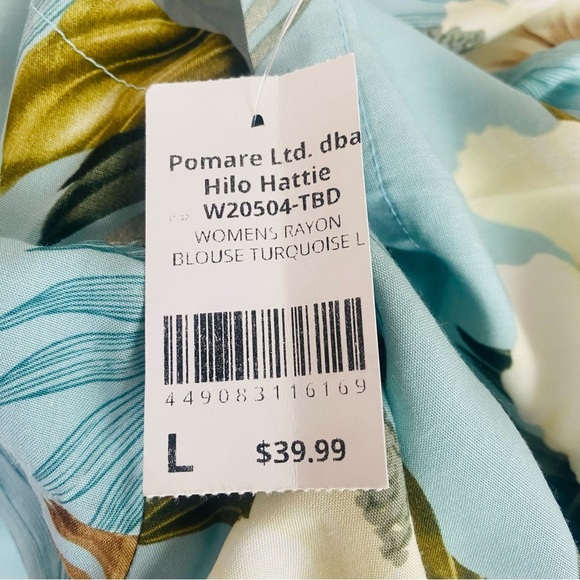 Pomare Ltd. dba
Hilo Hattie
W20504-TBD
WOMENS RAYON
BLOUSE TURQUOISE L
449083116169
L $39.99